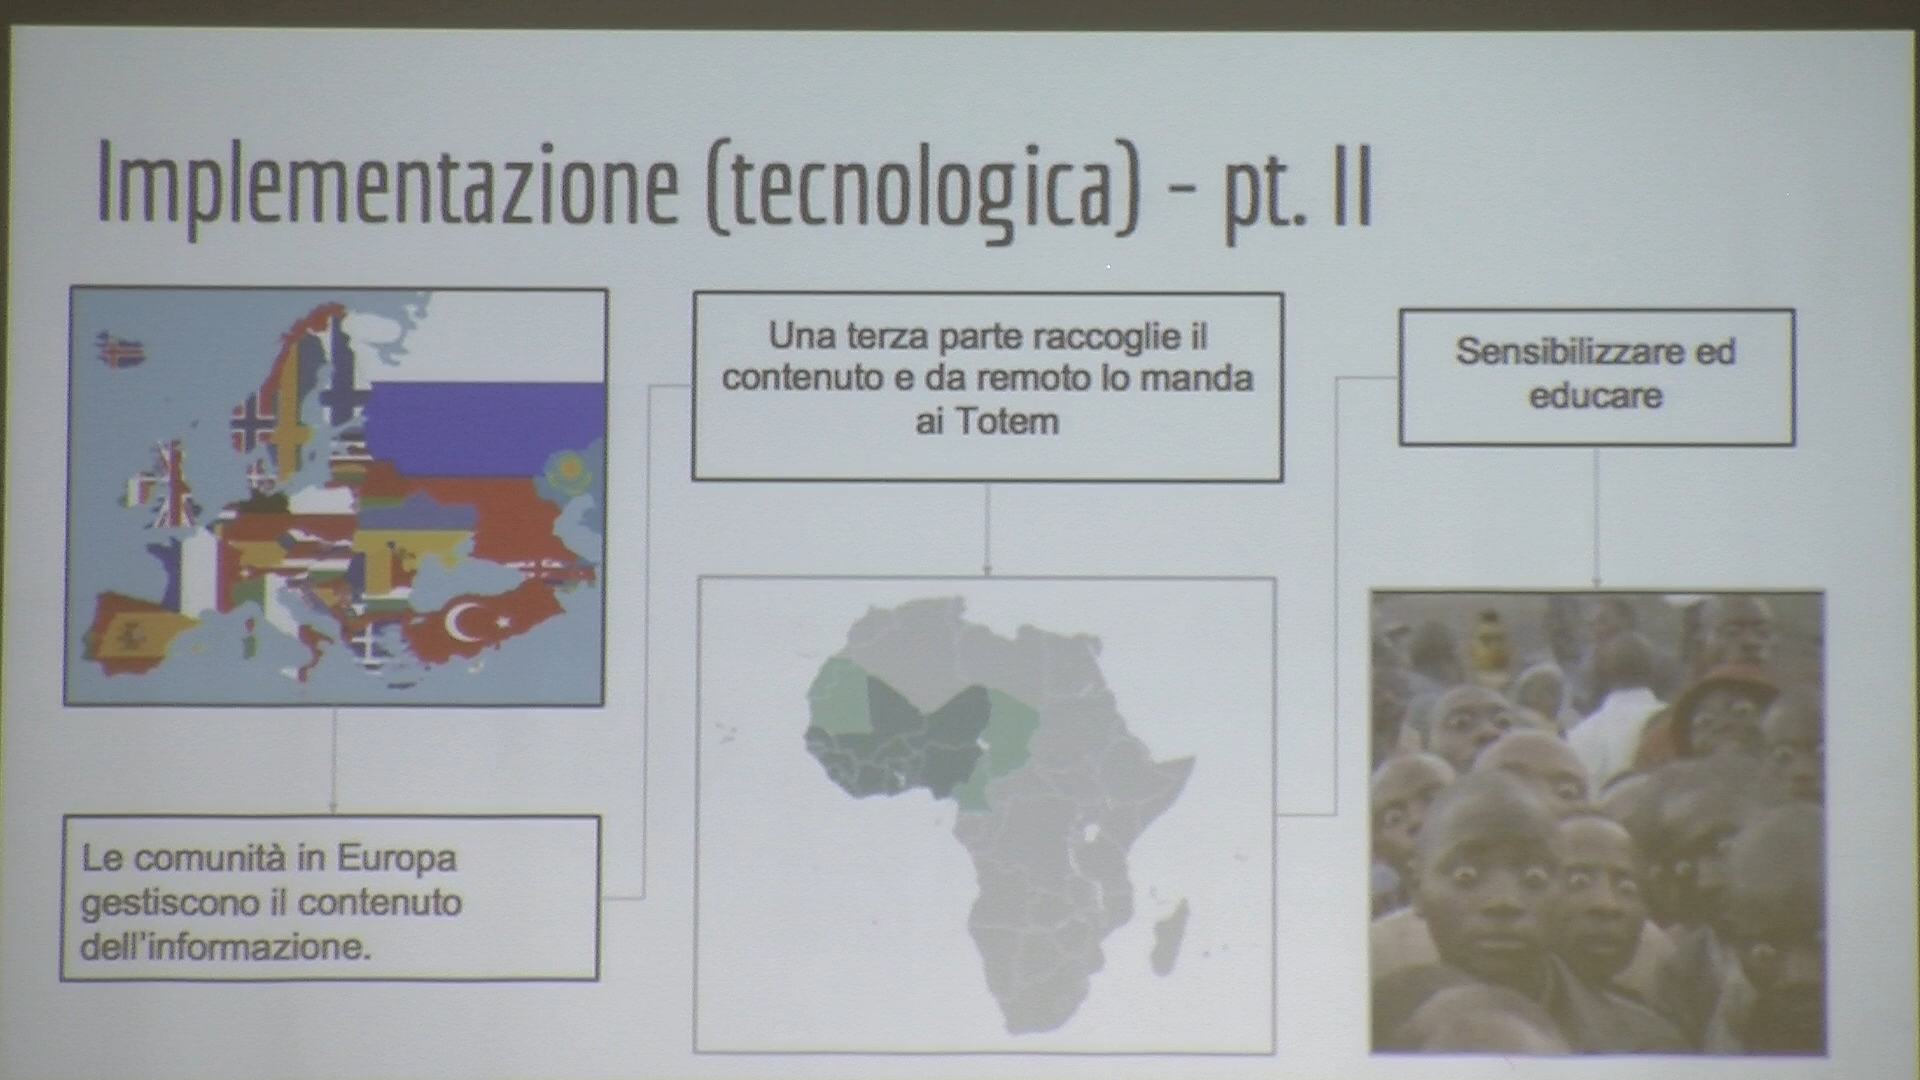 Implementazione (tecnologica) - pt. II
Una terza parte raccoglie il
contenuto e da remoto lo manda
ai Totem
Sensibilizzare ed
educare
Le comunità in Europa
gestiscono il contenuto
dell'informazione.